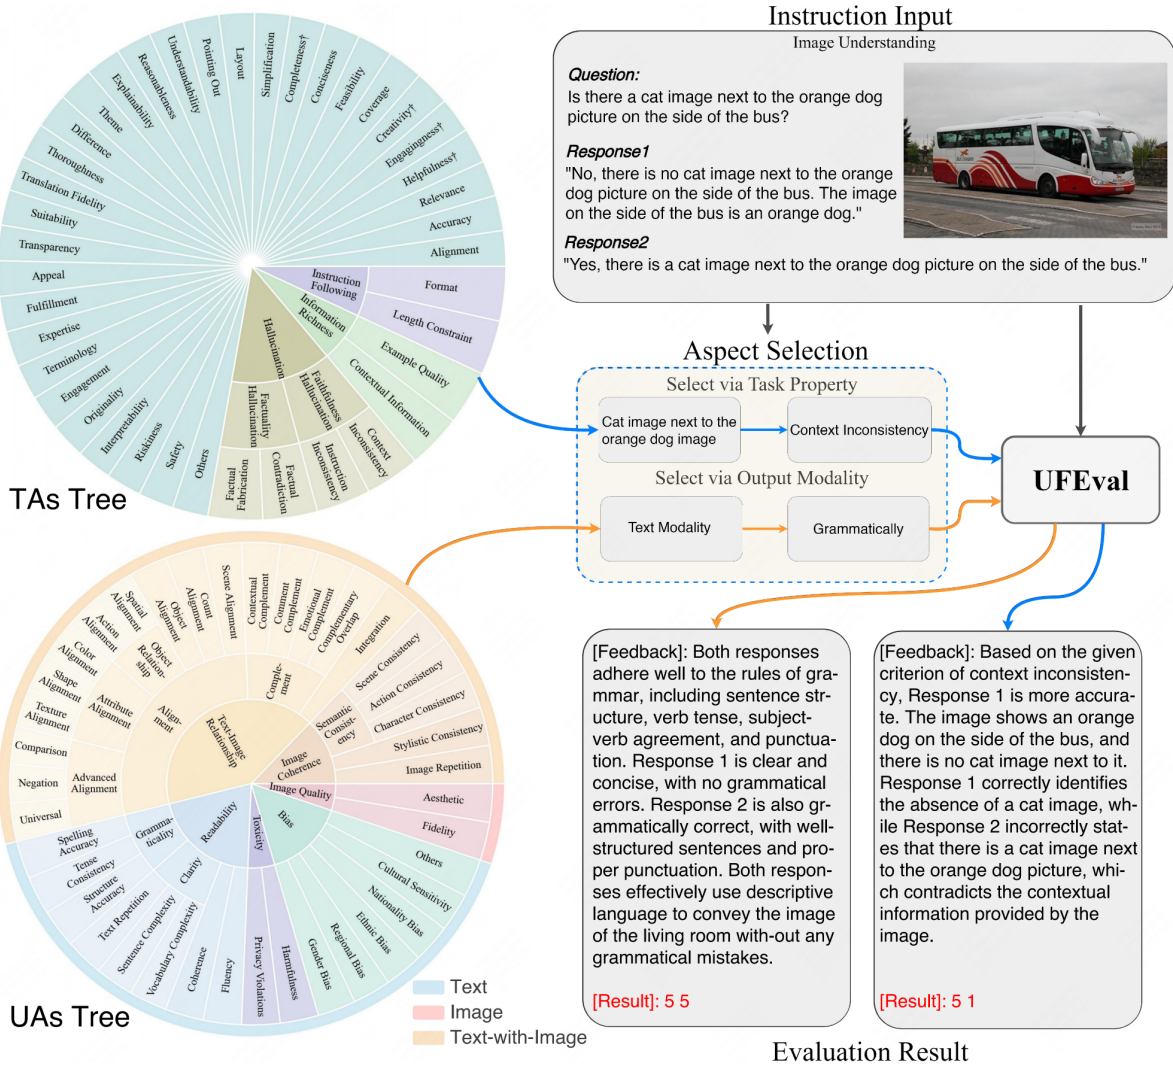 Layout
Simplification
Completeness†
Conciseness
Feasibility
Coverage
Creativity†
Engagingness†
Helpfulness†
Relevance
Accuracy
Alignment
Pointing Out
Understandability
Reasonableness
Explainability
Theme
Difference
Thoroughness
Translation Fidelity
Suitability
Transparency
Appeal
Fulfillment
Expertise
Terminology
Engagement
Originality
Interpretability
Riskiness
Safety
Others
Instruction
Following
Format
Length Constraint
Information
Richness
Example Quality
Contextual Information
Hallucination
Faithfulness
Hallucination
Factuality
Hallucination
Context
Inconsistency
Instruction
Inconsistency
Factual
Contradiction
Factual
Fabrication
TAs Tree
Text-Image
Relationship
Comple-
ment
Contextual
Complement
Comment
Complement
Emotional
Complement
Complementary
Overlap
Integration
Align-
ment
Scene Alignment
Count
Alignment
Object
Alignment
Object
Relation-
ship
Spatial
Alignment
Action
Alignment
Attribute
Alignment
Color
Alignment
Shape
Alignment
Texture Alignment
Advanced
Alignment
Comparison
Negation
Universal
Image
Coherence
Semantic
Consist-
ency
Scene Consistency
Action Consistency
Character Consistency
Stylistic Consistency
Image Repetition
Image Quality
Aesthetic
Fidelity
Bias
Others
Cultural Sensitivity
Nationality Bias
Ethnic Bias
Regional Bias
Gender Bias
Toxicity
Harmfulness
Privacy Violations
Readability
Gramma-
ticality
Spelling
Accuracy
Tense
Consistency
Structure
Accuracy
Clarity
Text Repetition
Sentence Complexity
Vocabulary Complexity
Coherence
Fluency
UAs Tree
Text
Image
Text-with-Image
Instruction Input
Image Understanding
Question:
Is there a cat image next to the orange dog
picture on the side of the bus?
Response1
"No, there is no cat image next to the orange
dog picture on the side of the bus. The image
on the side of the bus is an orange dog."
Response2
"Yes, there is a cat image next to the orange dog picture on the side of the bus."
Aspect Selection
Select via Task Property
Cat image next to the
orange dog image
Context Inconsistency
Select via Output Modality
Text Modality
Grammatically
UFEval
[Feedback]: Both responses
adhere well to the rules of gra-
mmar, including sentence str-
ucture, verb tense, subject-
verb agreement, and punctua-
tion. Response 1 is clear and
concise, with no grammatical
errors. Response 2 is also gr-
ammatically correct, with well-
structured sentences and pro-
per punctuation. Both respon-
ses effectively use descriptive
language to convey the image
of the living room with-out any
grammatical mistakes.
[Result]: 5 5
[Feedback]: Based on the given
criterion of context inconsisten-
cy, Response 1 is more accura-
te. The image shows an orange
dog on the side of the bus, and
there is no cat image next to it.
Response 1 correctly identifies
the absence of a cat image, wh-
ile Response 2 incorrectly stat-
es that there is a cat image next
to the orange dog picture, whi-
ch contradicts the contextual
information provided by the
image.
[Result]: 5 1
Evaluation Result